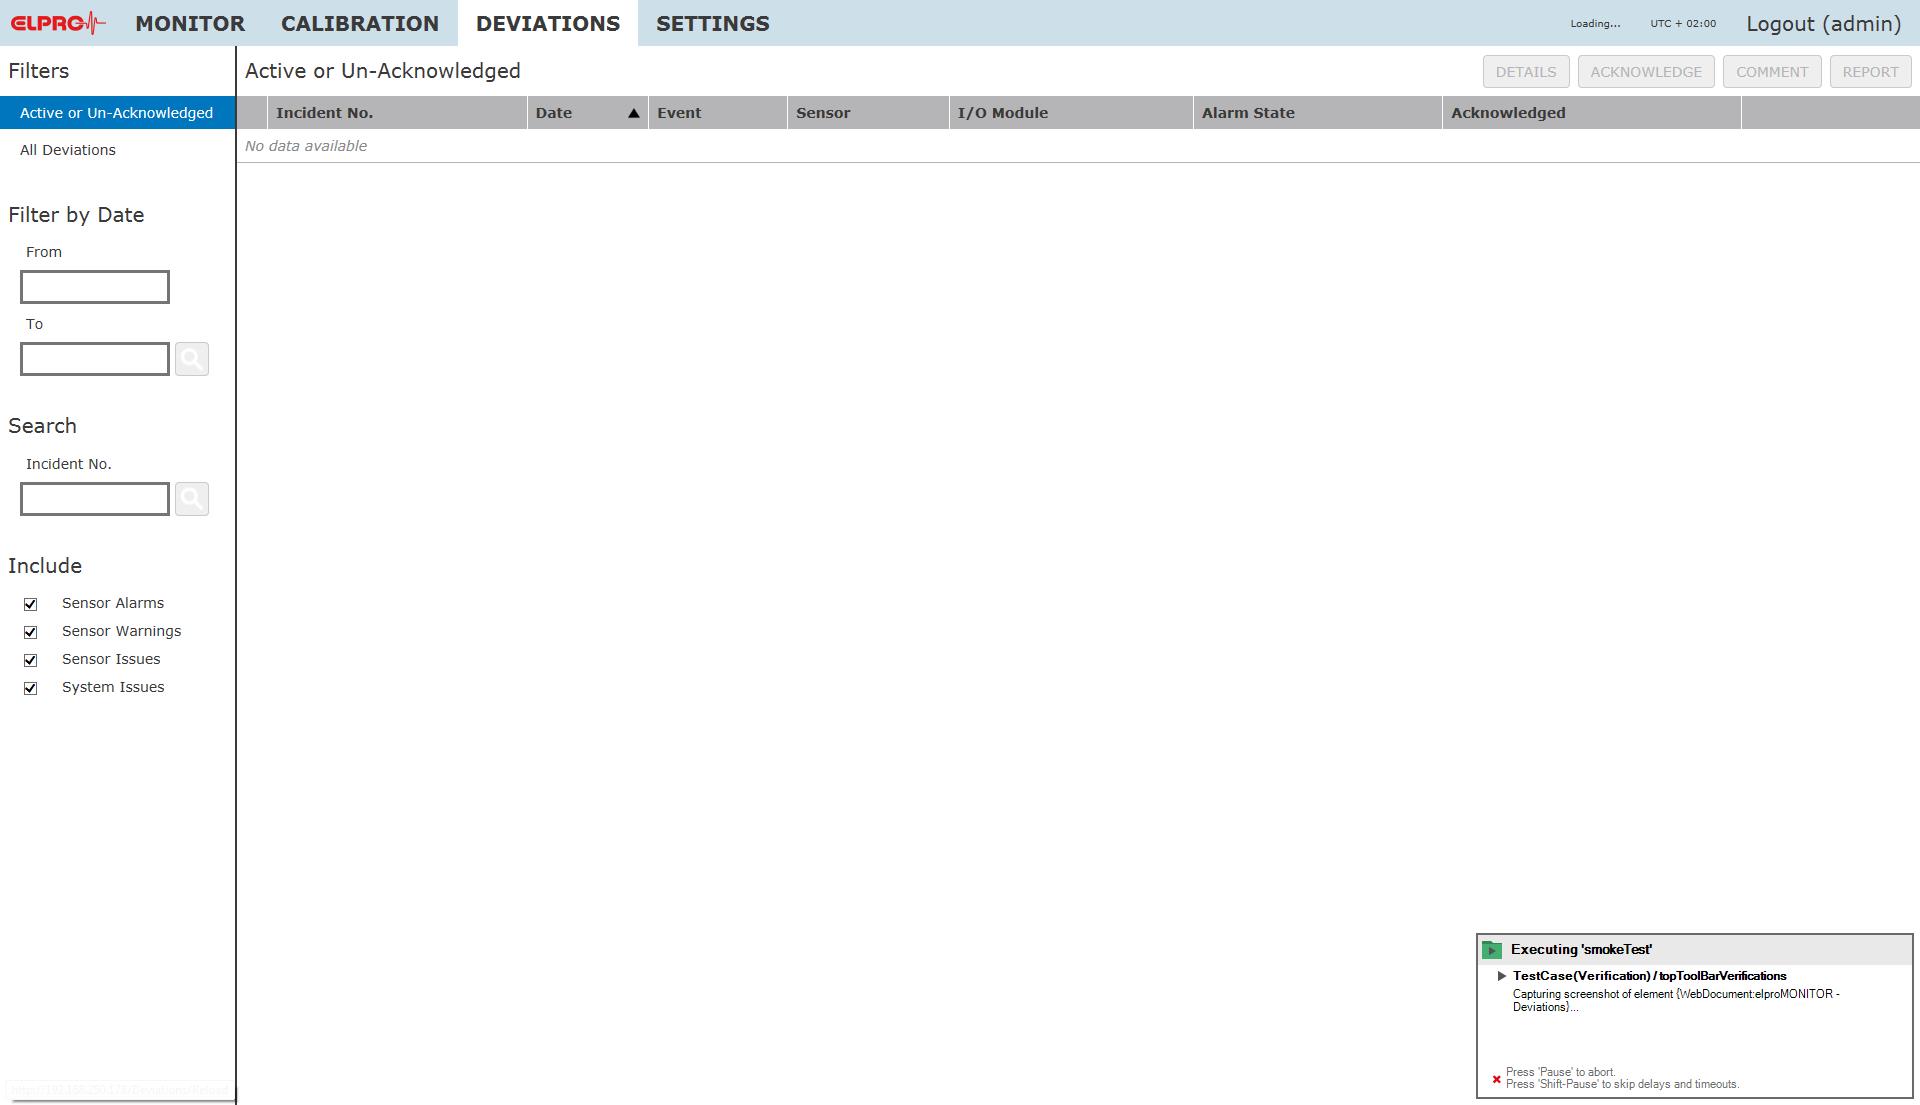 ELPRO MONITOR CALIBRATION DEVIATIONS SETTINGS Loading... UTC + 02:00 Logout (admin)
Filters
Active or Un-Acknowledged
All Deviations
Filter by Date
From
To
Search
Incident No.
Include
Sensor Alarms
Sensor Warnings
Sensor Issues
System Issues
Active or Un-Acknowledged DETAILS ACKNOWLEDGE COMMENT REPORT
Incident No. Date Event Sensor I/O Module Alarm State Acknowledged
No data available
Executing 'smokeTest'
TestCase(Verification) / topToolBarVerifications
Capturing screenshot of element {WebDocument:elproMONITOR -
Deviations}...
Press 'Pause' to abort.
Press 'Shift-Pause' to skip delays and timeouts.